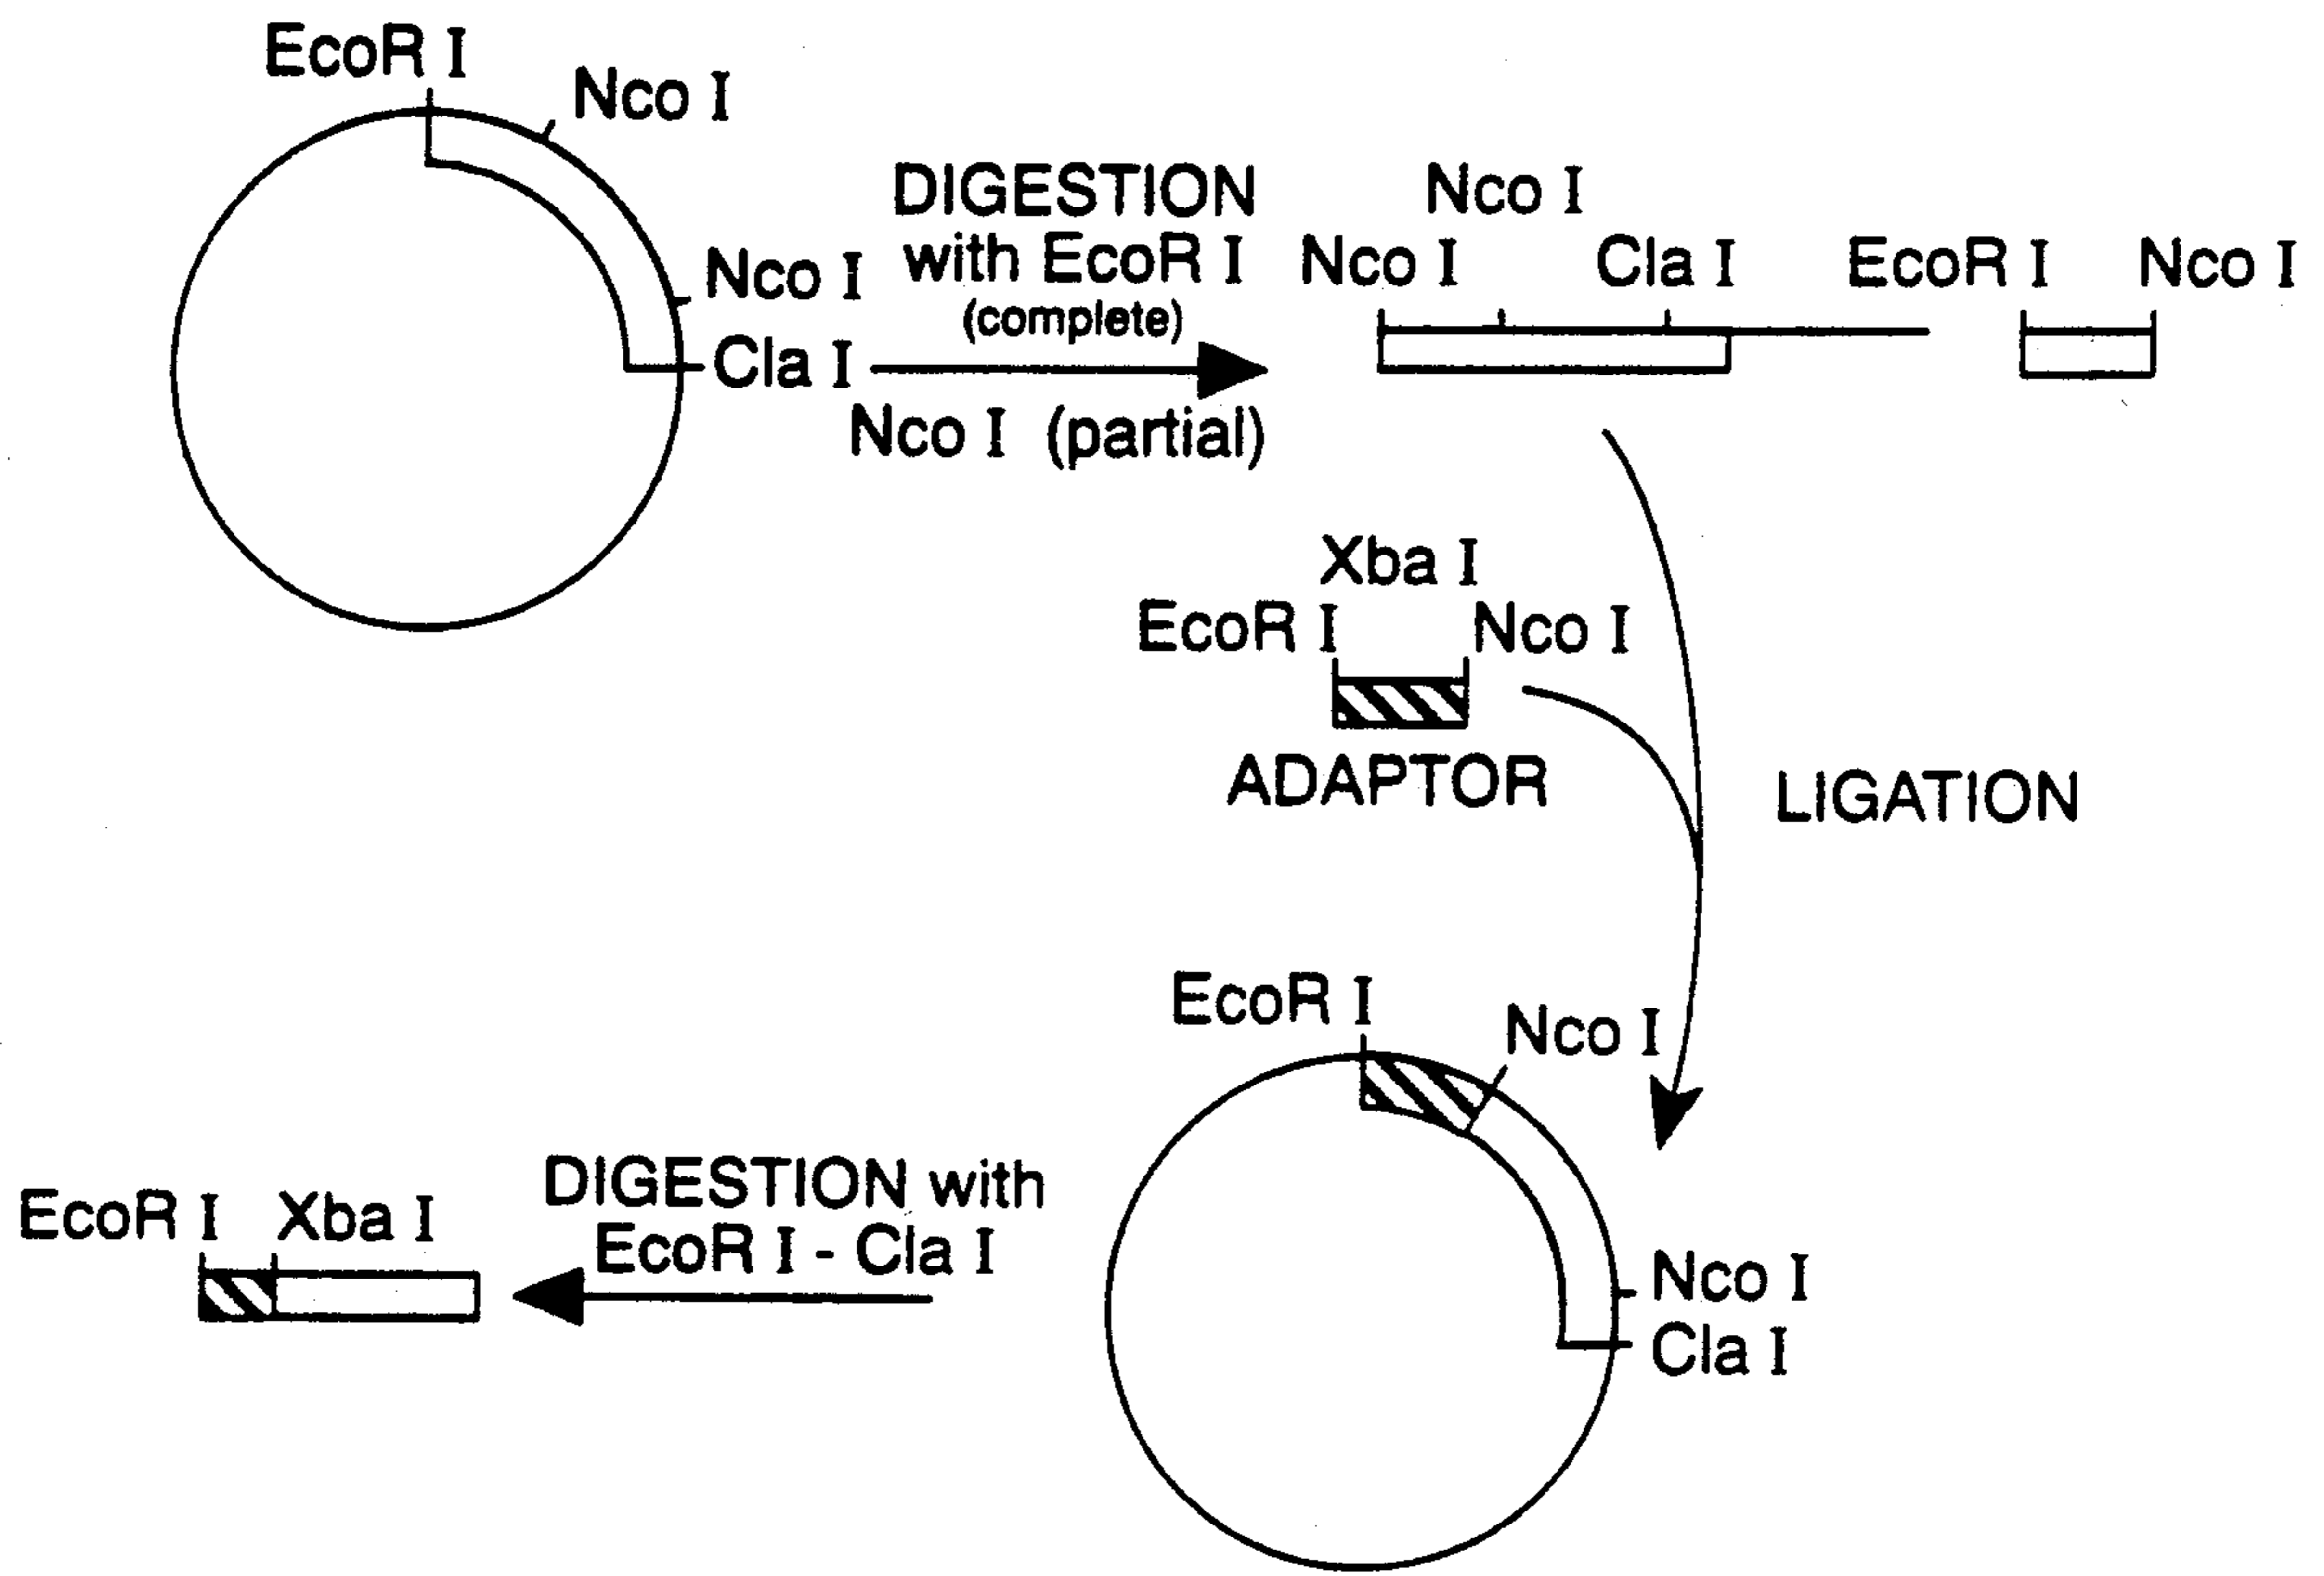 EcoR I
Nco I
Nco I
Cla I
DIGESTION
with EcoR I
(complete)
Nco I (partial)
Nco I
Nco I
Cla I
EcoR I
Nco I
Xba I
EcoR I
Nco I
ADAPTOR
LIGATION
EcoR I
Nco I
Nco I
Cla I
DIGESTION with
EcoR I - Cla I
EcoR I
Xba I